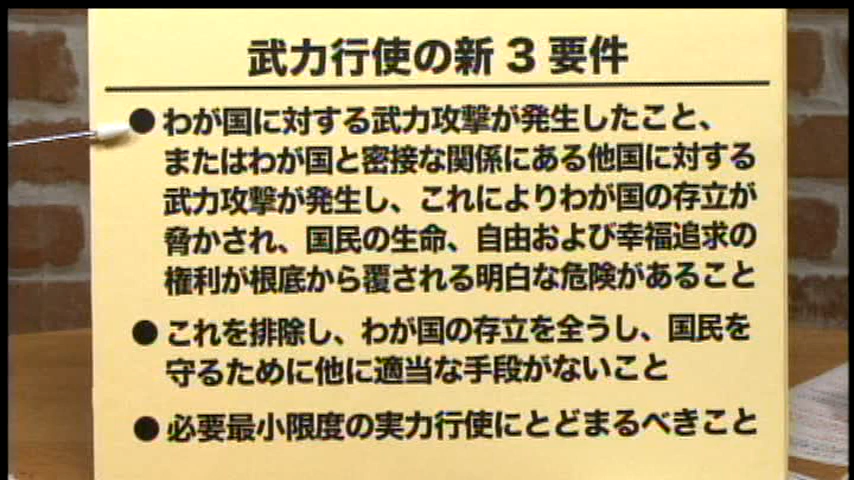 武力行使の新3要件
●わが国に対する武力攻撃が発生したこと、
またはわが国と密接な関係にある他国に対する
武力攻撃が発生し、これによりわが国の存立が
脅かされ、国民の生命、自由および幸福追求の
権利が根底から覆される明白な危険があること
●これを排除し、わが国の存立を全うし、国民を
守るために他に適当な手段がないこと
●必要最小限度の実力行使にとどまるべきこと